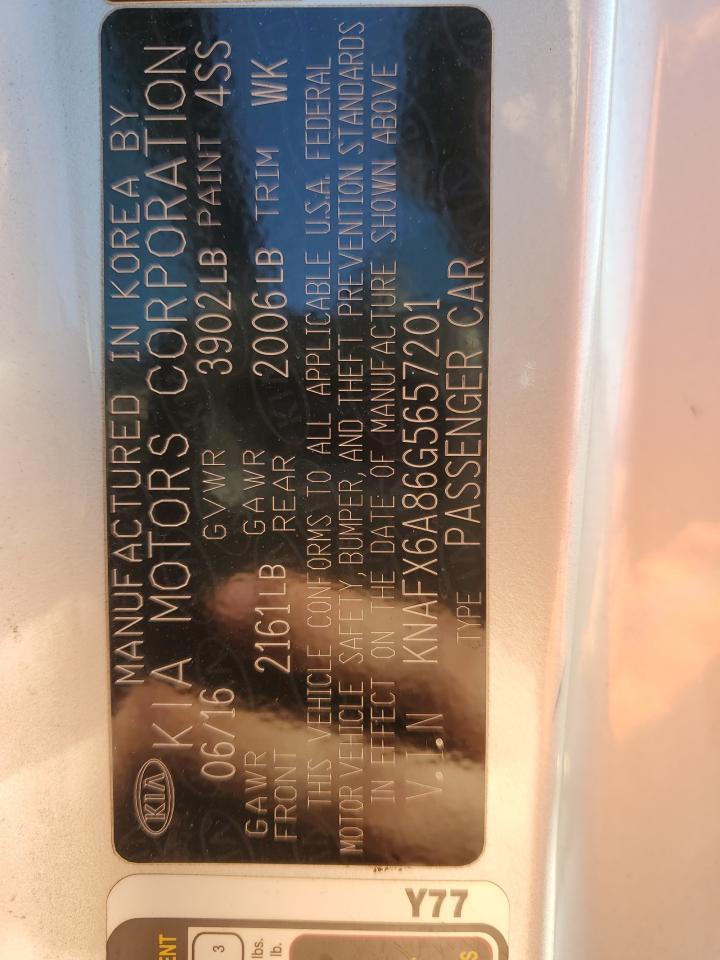 KIA
MANUFACTURED IN KOREA BY
KIA MOTORS CORPORATION
06/16 GVWR 3902LB PAINT 4SS
GAWR FRONT 2161LB GAWR REAR 2006LB TRIM WK
THIS VEHICLE CONFORMS TO ALL APPLICABLE U.S.A. FEDERAL
MOTOR VEHICLE SAFETY, BUMPER, AND THEFT PREVENTION STANDARDS
IN EFFECT ON THE DATE OF MANUFACTURE SHOWN ABOVE
V.I.N KNAFX6A86G5657201
TYPE PASSENGER CAR
Y77
3
lbs.
lb.